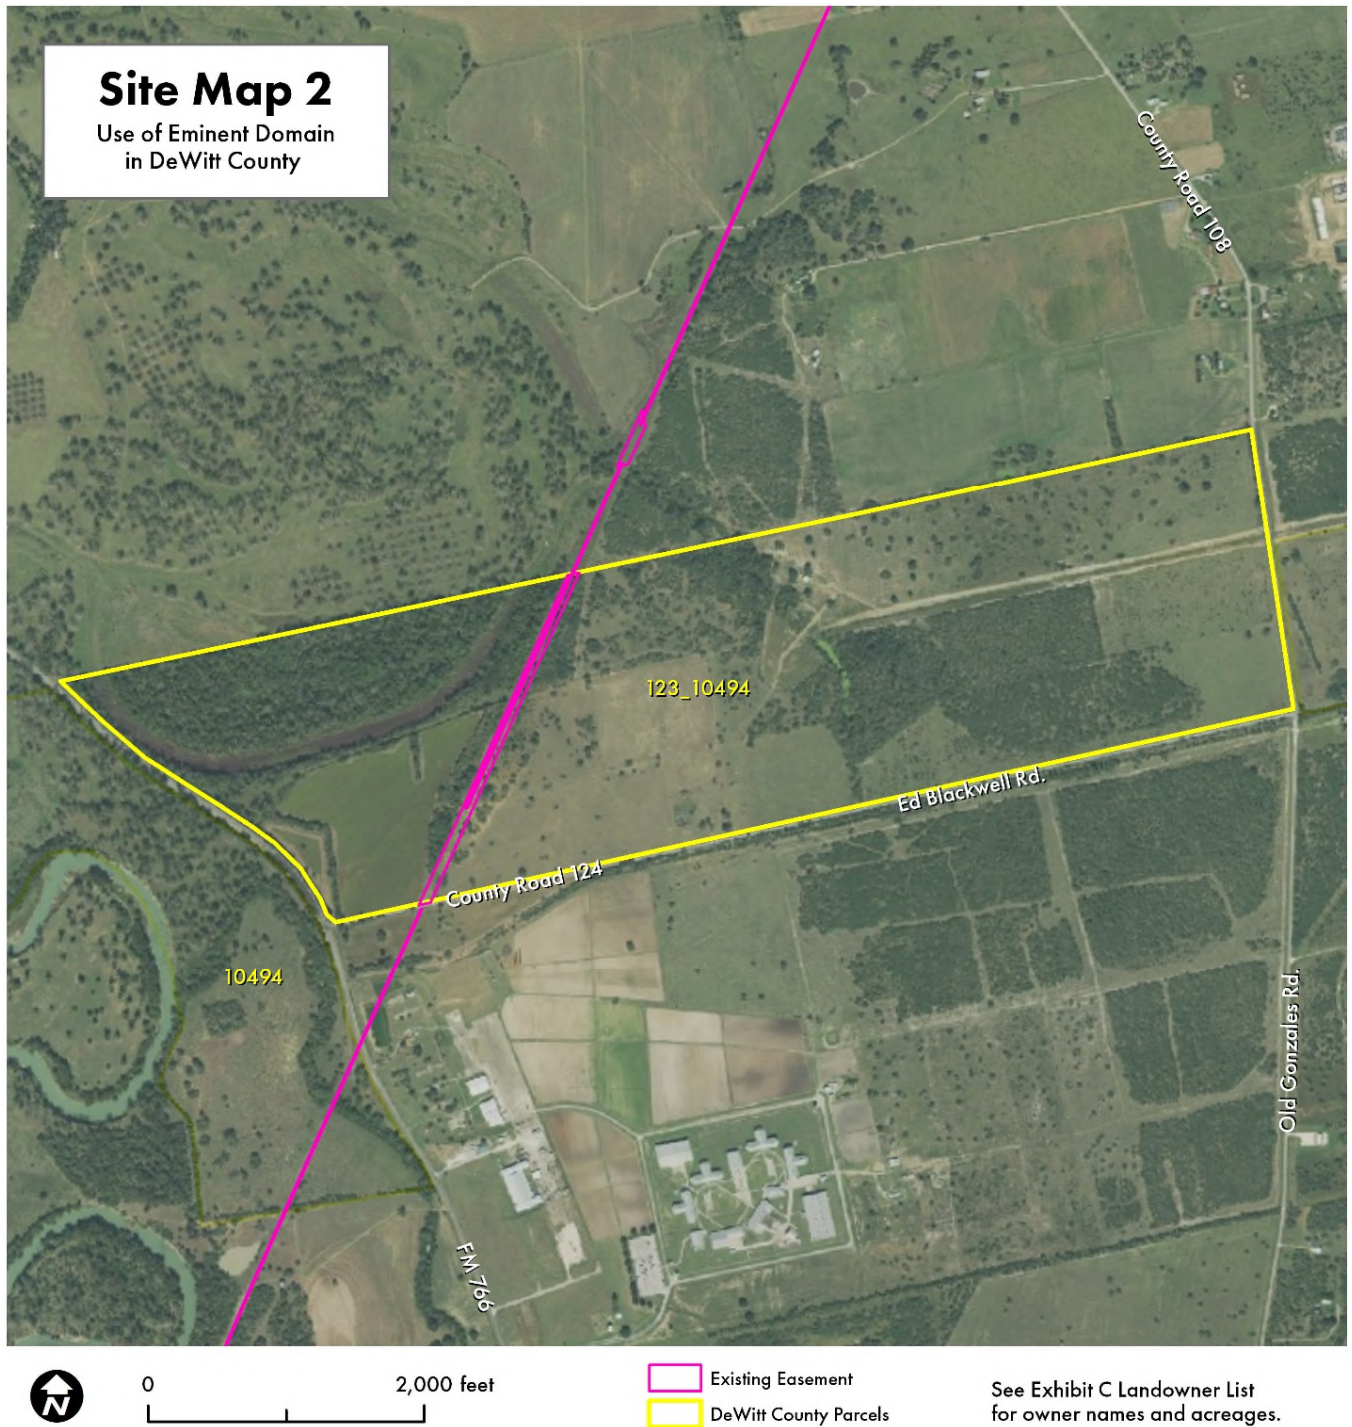 Site Map 2
Use of Eminent Domain
in DeWitt County
County Road 108
123_10494
Ed Blackwell Rd.
County Road 124
10494
Old Gonzales Rd.
FM 766
N
0
2,000 feet
Existing Easement
DeWitt County Parcels
See Exhibit C Landowner List
for owner names and acreages.